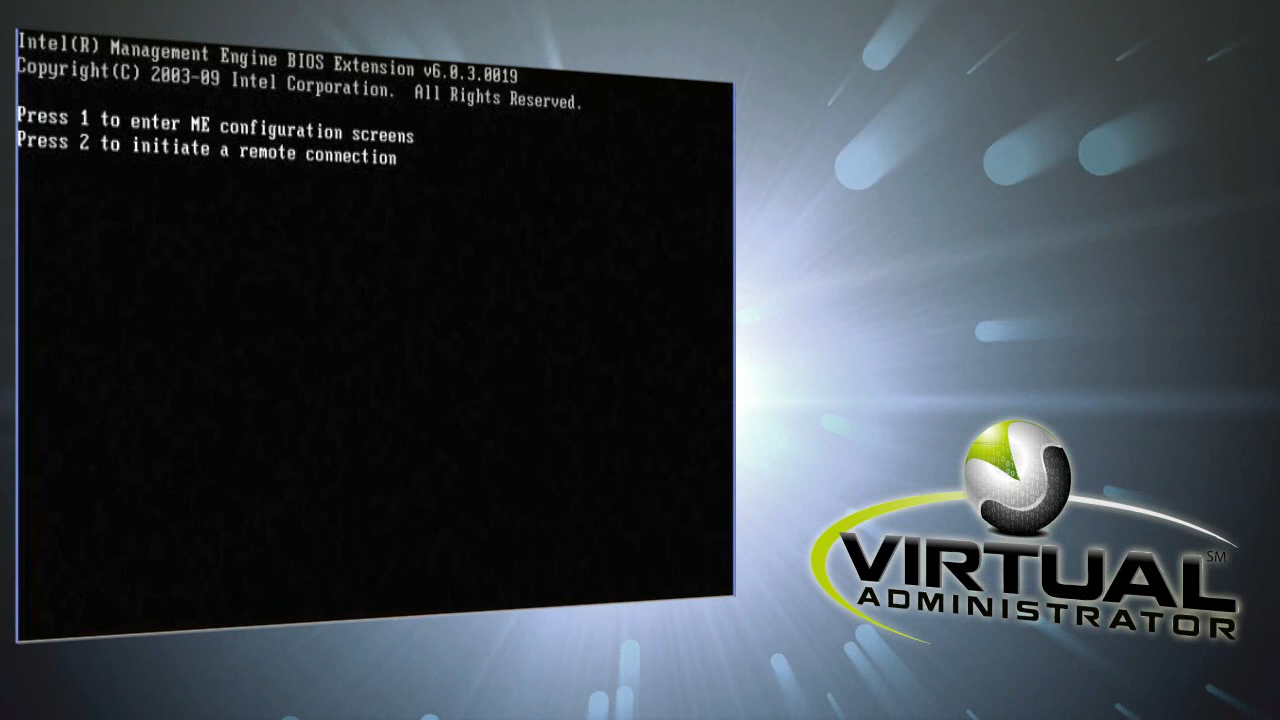 Intel(R) Management Engine BIOS Extension v6.0.3.0019
Copyright(C) 2003-09 Intel Corporation.  All Rights Reserved.
Press 1 to enter ME configuration screens
Press 2 to initiate a remote connection
VIRTUAL SM
ADMINISTRATOR